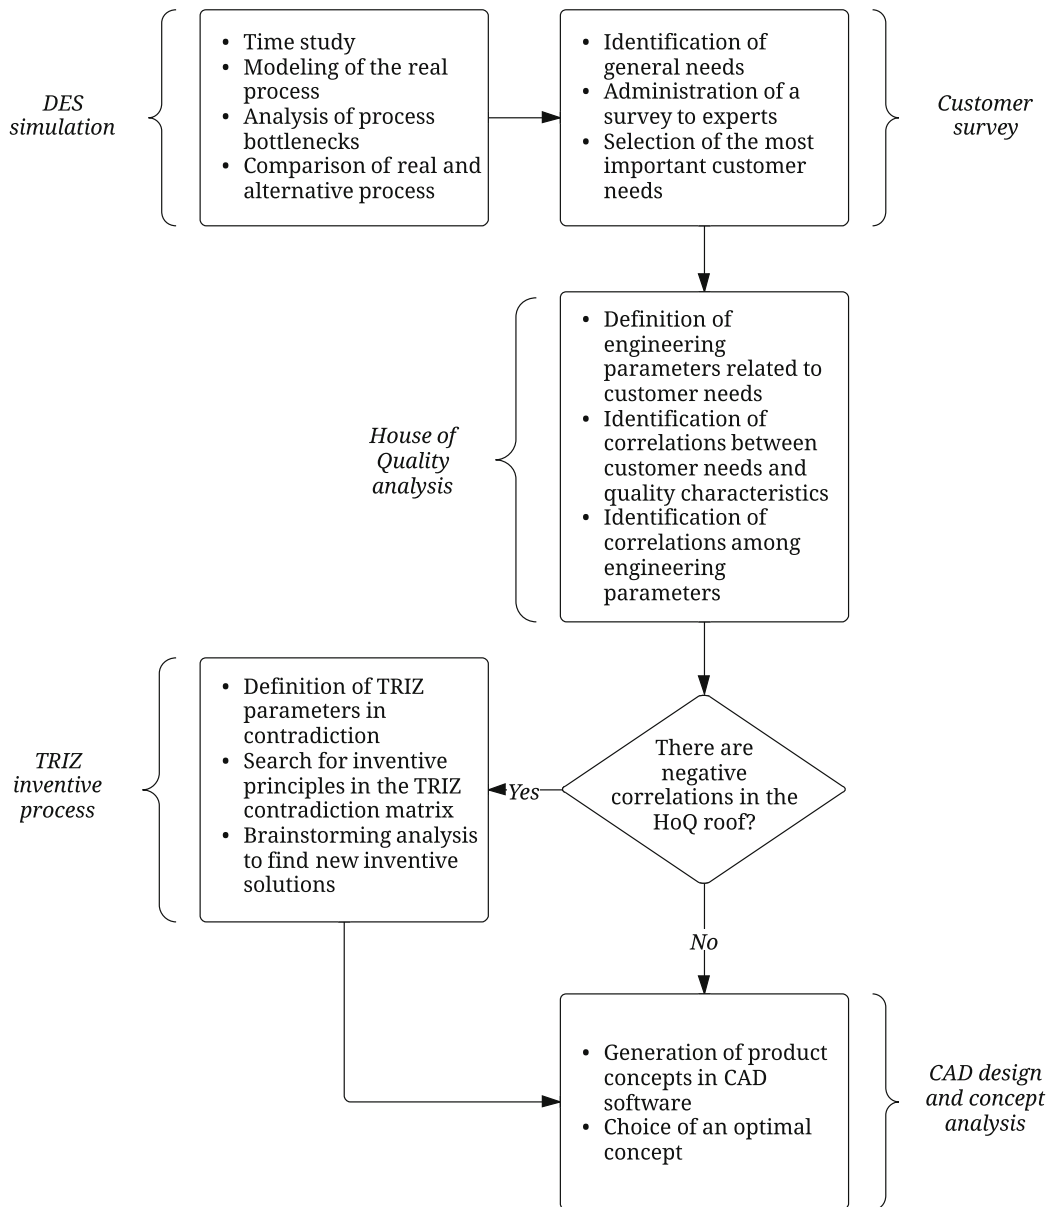 DES
simulation
• Time study
• Modeling of the real
process
• Analysis of process
bottlenecks
• Comparison of real and
alternative process
• Identification of
general needs
• Administration of a
survey to experts
• Selection of the most
important customer
needs
Customer
survey
House of
Quality
analysis
• Definition of
engineering
parameters related to
customer needs
• Identification of
correlations between
customer needs and
quality characteristics
• Identification of
correlations among
engineering
parameters
TRIZ
inventive
process
• Definition of TRIZ
parameters in
contradiction
• Search for inventive
principles in the TRIZ
contradiction matrix
• Brainstorming analysis
to find new inventive
solutions
Yes
There are
negative
correlations in the
HoQ roof?
No
• Generation of product
concepts in CAD
software
• Choice of an optimal
concept
CAD design
and concept
analysis